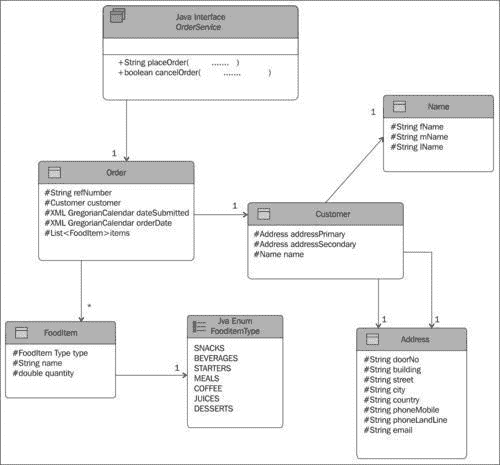 Java Interface
OrderService
+String placeOrder( ....... )
+boolean cancelOrder( ....... )
1
Name
#String fName
#String mName
#String lName
1
Order
#String refNumber
#Customer customer
#XML GregorianCalendar dateSubmitted
#XML GregorianCalendar orderDate
#List<FoodItem>items
1
Customer
#Address addressPrimary
#Address addressSecondary
#Name name
*
1
1
FoodItem
#FoodItem Type type
#String name
#double quantity
1
Jva Enum
FooditemType
SNACKS
BEVERAGES
STARTERS
MEALS
COFFEE
JUICES
DESSERTS
Address
#String doorNo
#String building
#String street
#String city
#String country
#String phoneMobile
#String phoneLandLine
#String email